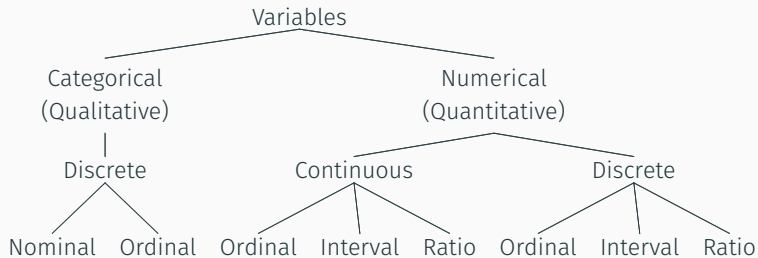 Variables
Categorical
(Qualitative)
Numerical
(Quantitative)
Discrete
Continuous
Discrete
Nominal Ordinal Ordinal Interval Ratio Ordinal Interval Ratio